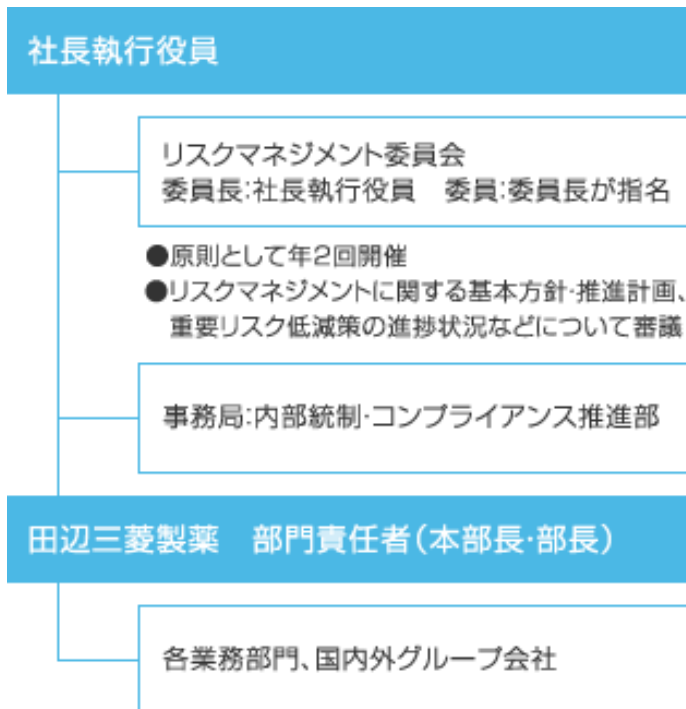 社長執行役員
リスクマネジメント委員会
委員長:社長執行役員　委員:委員長が指名
●原則として年2回開催
●リスクマネジメントに関する基本方針・推進計画、
重要リスク低減策の進捗状況などについて審議
事務局:内部統制・コンプライアンス推進部
田辺三菱製薬　部門責任者(本部長・部長)
各業務部門、国内外グループ会社